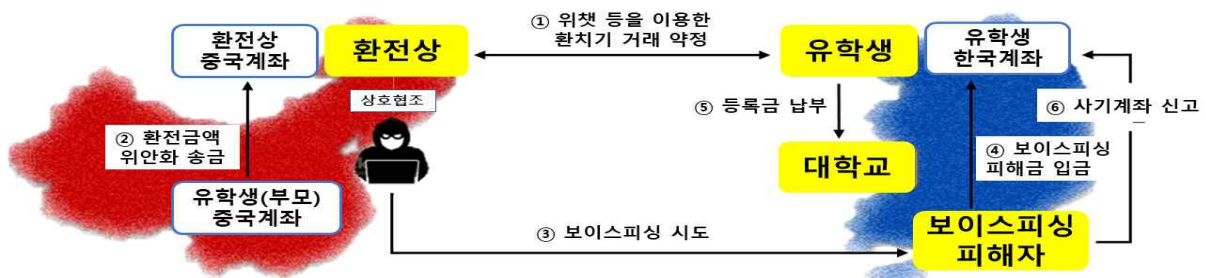 환전상
중국계좌
환전상
① 위챗 등을 이용한
환치기 거래 약정
유학생
유학생
한국계좌
상호협조
② 환전금액
위안화 송금
⑤ 등록금 납부
⑥ 사기계좌 신고
대학교
④ 보이스피싱
피해금 입금
유학생(부모)
중국계좌
③ 보이스피싱 시도
보이스피싱
피해자